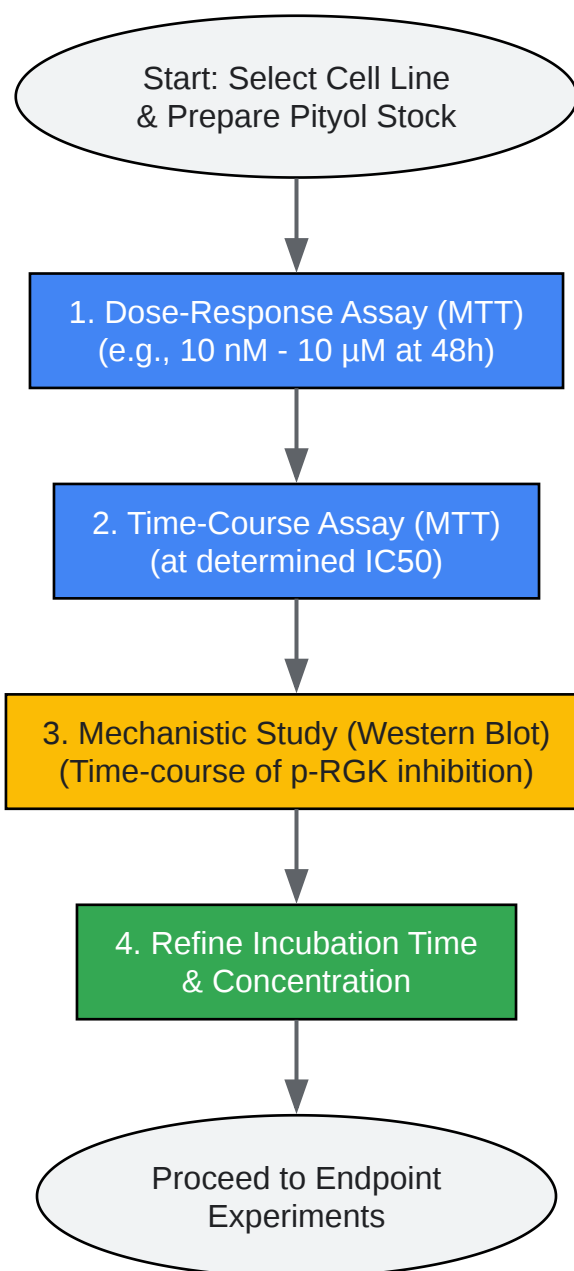 Start: Select Cell Line
& Prepare Pityol Stock
1. Dose-Response Assay (MTT)
(e.g., 10 nM - 10 µM at 48h)
2. Time-Course Assay (MTT)
(at determined IC50)
3. Mechanistic Study (Western Blot)
(Time-course of p-RGK inhibition)
4. Refine Incubation Time
& Concentration
Proceed to Endpoint
Experiments